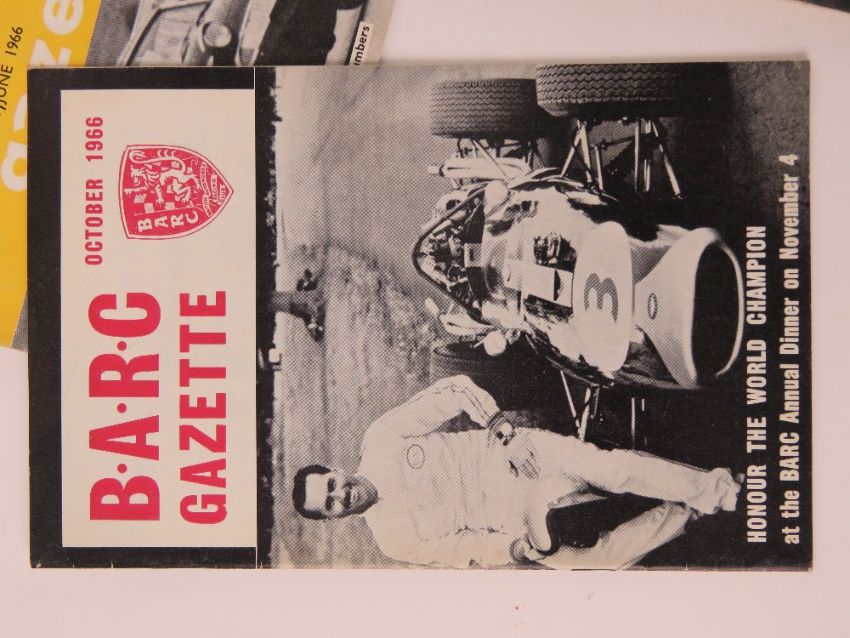 B·A·R·C
GAZETTE
OCTOBER 1966
B A
R C
3
HONOUR THE WORLD CHAMPION
at the BARC Annual Dinner on November 4
JUNE 1966
gaze
mbers